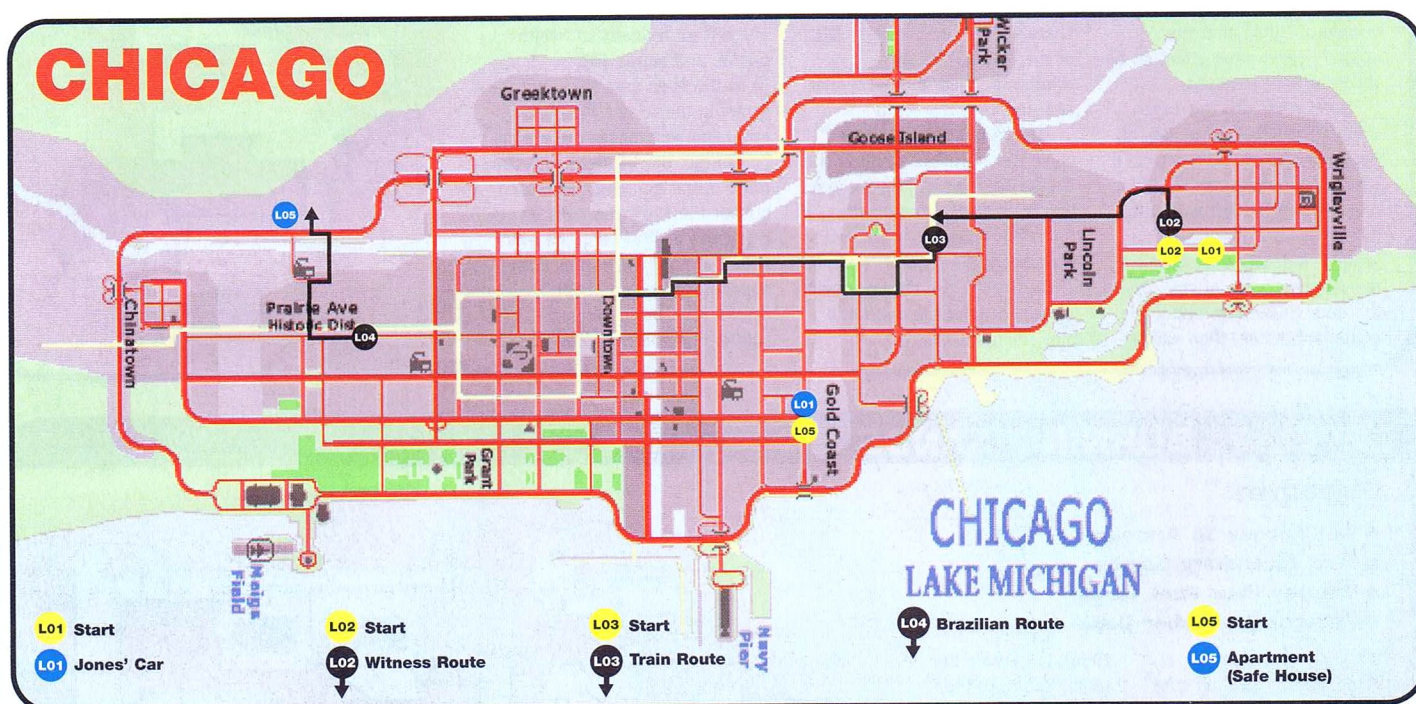 CHICAGO
Wicker
Park
Greektown
Goose Island
Wrigleyville
L05
L02
L03
L02
L01
Lincoln
Park
Prairie Ave
Historic Dist
Downtown
L04
Chinatown
L01
Gold Coast
L05
Grant
Park
CHICAGO
LAKE MICHIGAN
Meigs
Field
Navy
Pier
L01 Start
L01 Jones' Car
L02 Start
L02 Witness Route
L03 Start
L03 Train Route
L04 Brazilian Route
L05 Start
L05 Apartment
(Safe House)